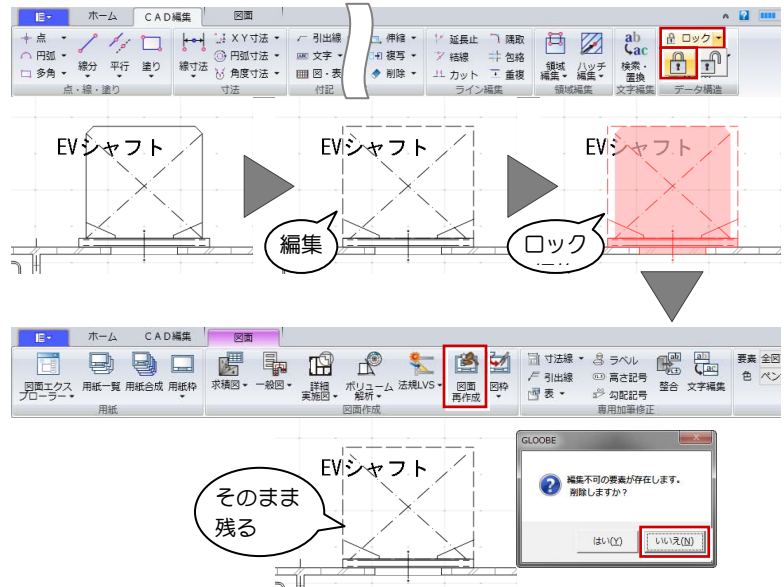 ホーム CAD編集 図面
点 線分 平行 塗り 線寸法 XY寸法 引出線 伸縮 延長止 隅取 領域編集 ハッチ編集 検索・置換 ロック
円弧 円弧寸法 文字 複写 結線 包絡
多角 角度寸法 図・表 削除 カット 重複
点・線・塗り 寸法 付記 ライン編集 領域編集 文字編集 データ構造
EVシャフト EVシャフト EVシャフト
編集 ロック
ホーム CAD編集 図面
図面エクスプローラー 用紙一覧 用紙合成 用紙枠 求積図 一般図 詳細実施図 ボリューム解析 法規LVS 図面再作成 図枠 寸法線 ラベル 整合 文字編集 要素 全図
引出線 高さ記号 色 ペン
表 勾配記号
用紙 図面作成 専用加筆修正
EVシャフト
そのまま
残る
GLOOBE
編集不可の要素が存在します。
削除しますか?
はい(Y) いいえ(N)